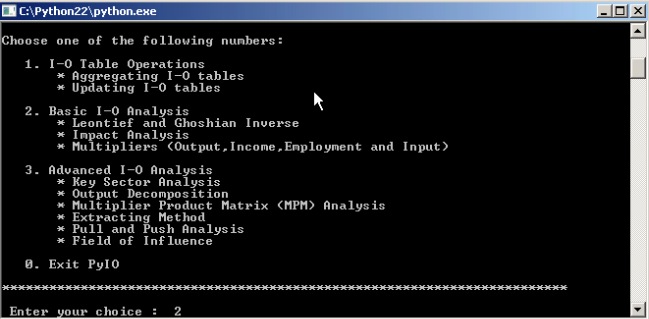 C:\Python22\python.exe
Choose one of the following numbers:
1. I-O Table Operations
* Aggregating I-O tables
* Updating I-O tables
2. Basic I-O Analysis
* Leontief and Ghoshian Inverse
* Impact Analysis
* Multipliers (Output,Income,Employment and Input)
3. Advanced I-O Analysis
* Key Sector Analysis
* Output Decomposition
* Multiplier Product Matrix (MPM) Analysis
* Extracting Method
* Pull and Push Analysis
* Field of Influence
0. Exit PyIO
************************************************************************
Enter your choice : 2